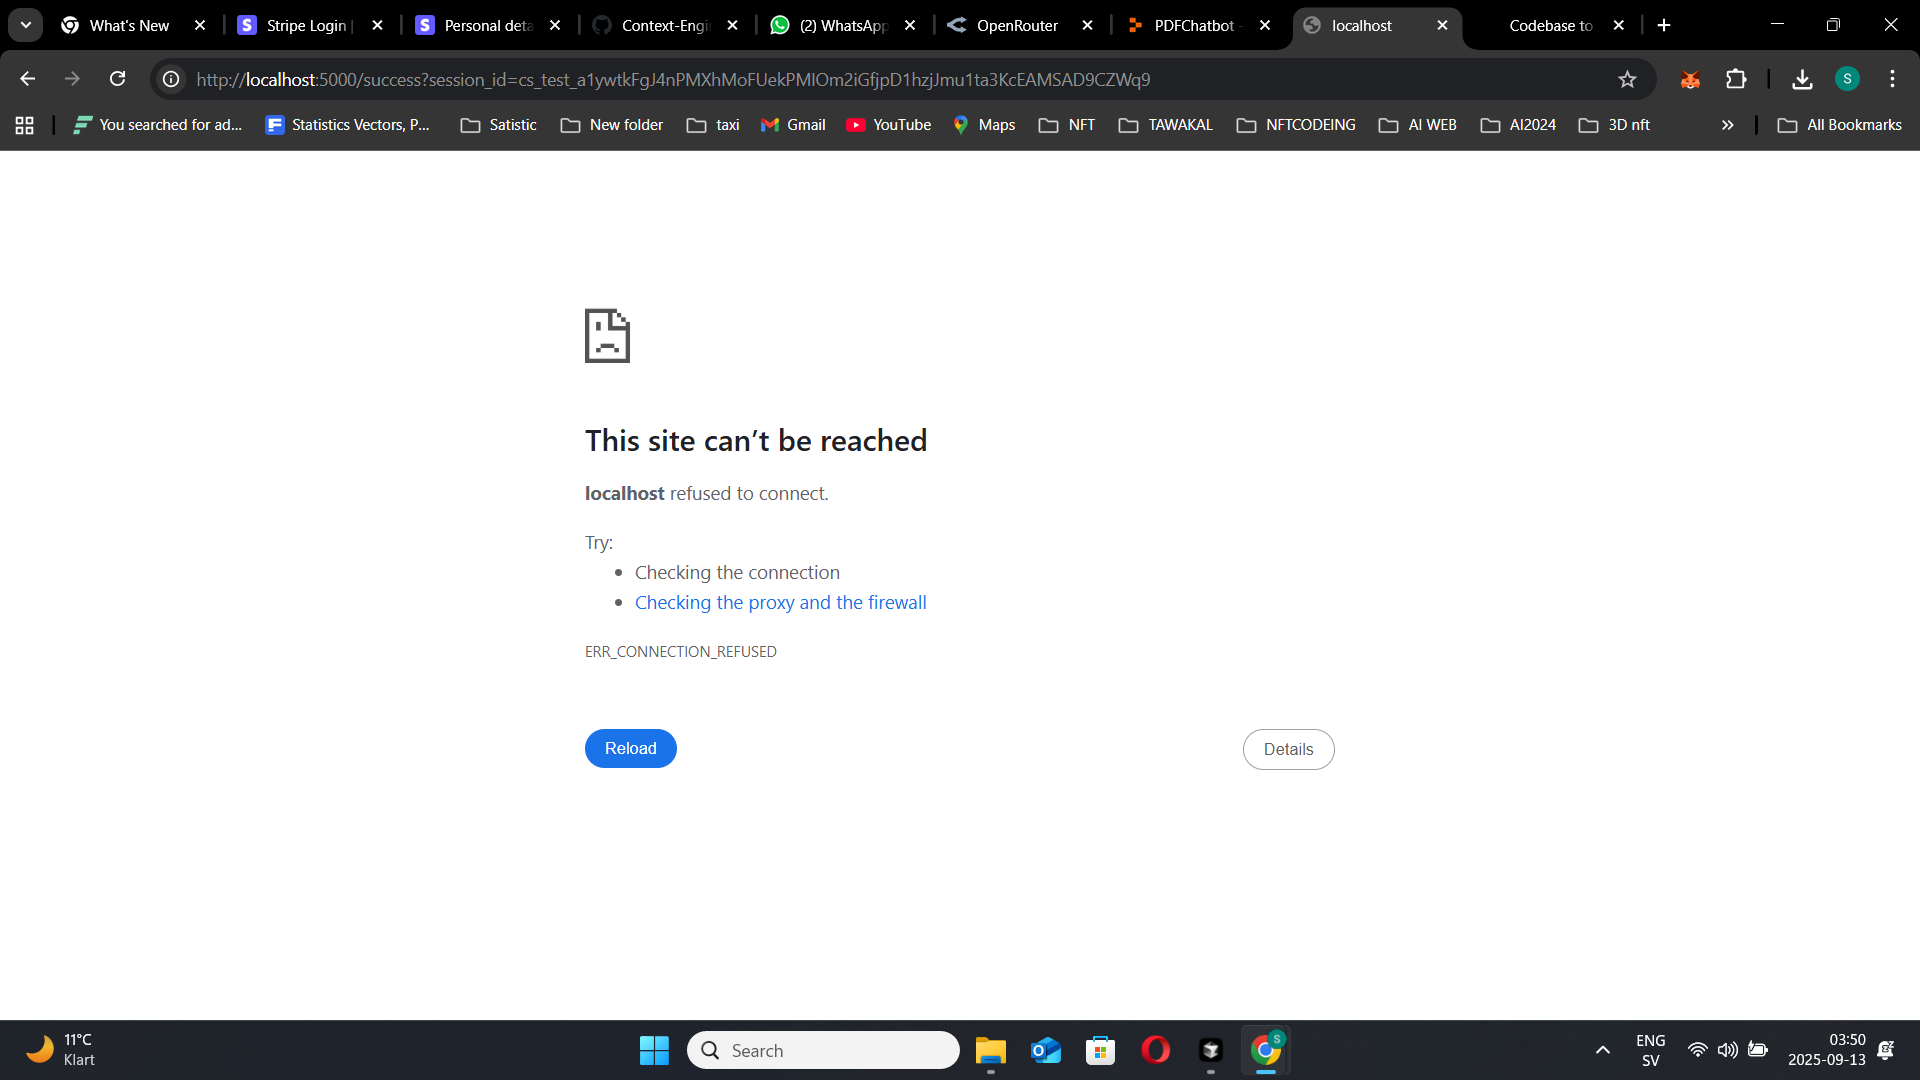 What's New
Stripe Login |
Personal deta
Context-Engi
(2) WhatsApp
OpenRouter
PDFChatbot -
localhost
Codebase to
http://localhost:5000/success?session_id=cs_test_a1ywtkFgJ4nPMXhMoFUekPMIOm2iGfjpD1hzjJmu1ta3KcEAMSAD9CZWq9
S
You searched for ad...
Statistics Vectors, P...
Satistic
New folder
taxi
Gmail
YouTube
Maps
NFT
TAWAKAL
NFTCODEING
AI WEB
AI2024
3D nft
All Bookmarks
This site can’t be reached
localhost refused to connect.
Try:
Checking the connection
Checking the proxy and the firewall
ERR_CONNECTION_REFUSED
Reload
Details
11°C
Klart
Search
S
ENG
SV
03:50
2025-09-13